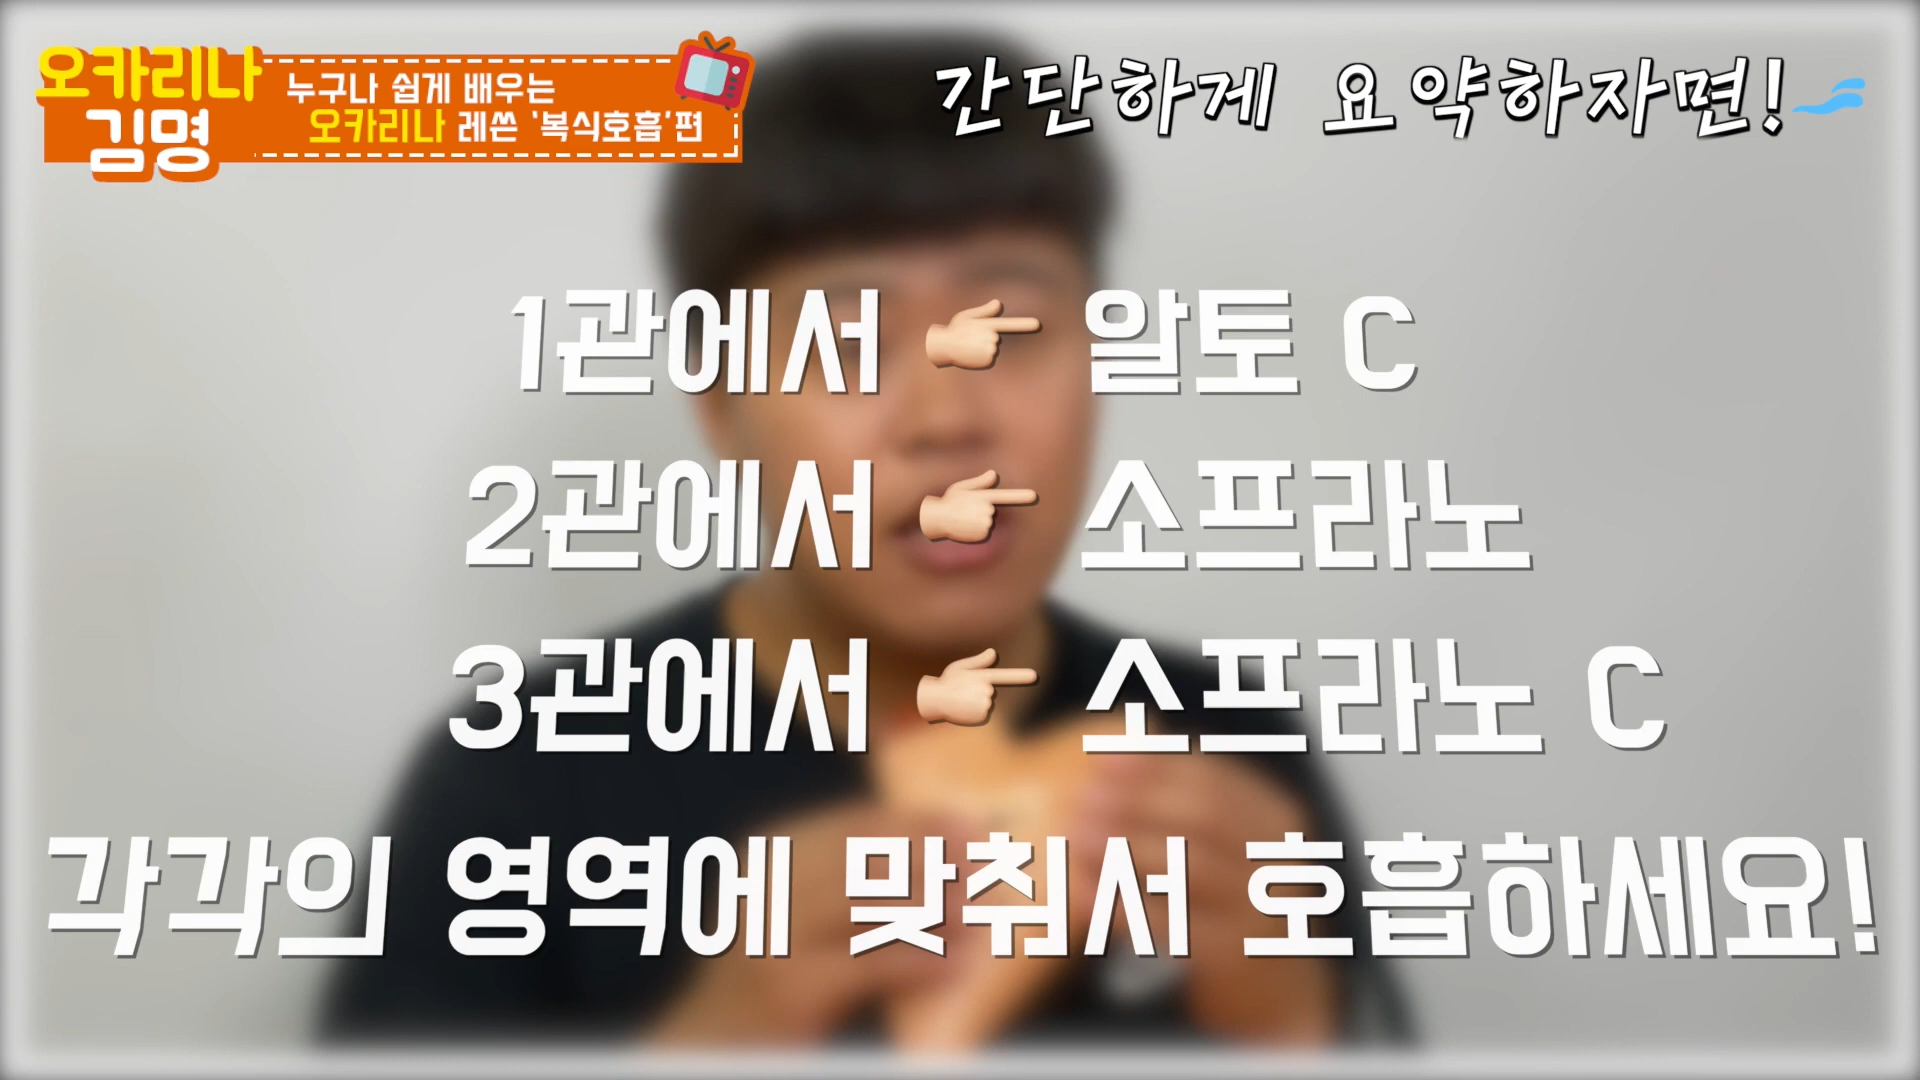 오카리나
김명
누구나 쉽게 배우는
오카리나 레쓴 '복식호흡'편
간단하게 요약하자면!
1관에서 👉🏻 알토 C
2관에서 👉🏻 소프라노
3관에서 👉🏻 소프라노 C
각각의 영역에 맞춰서 호흡하세요!